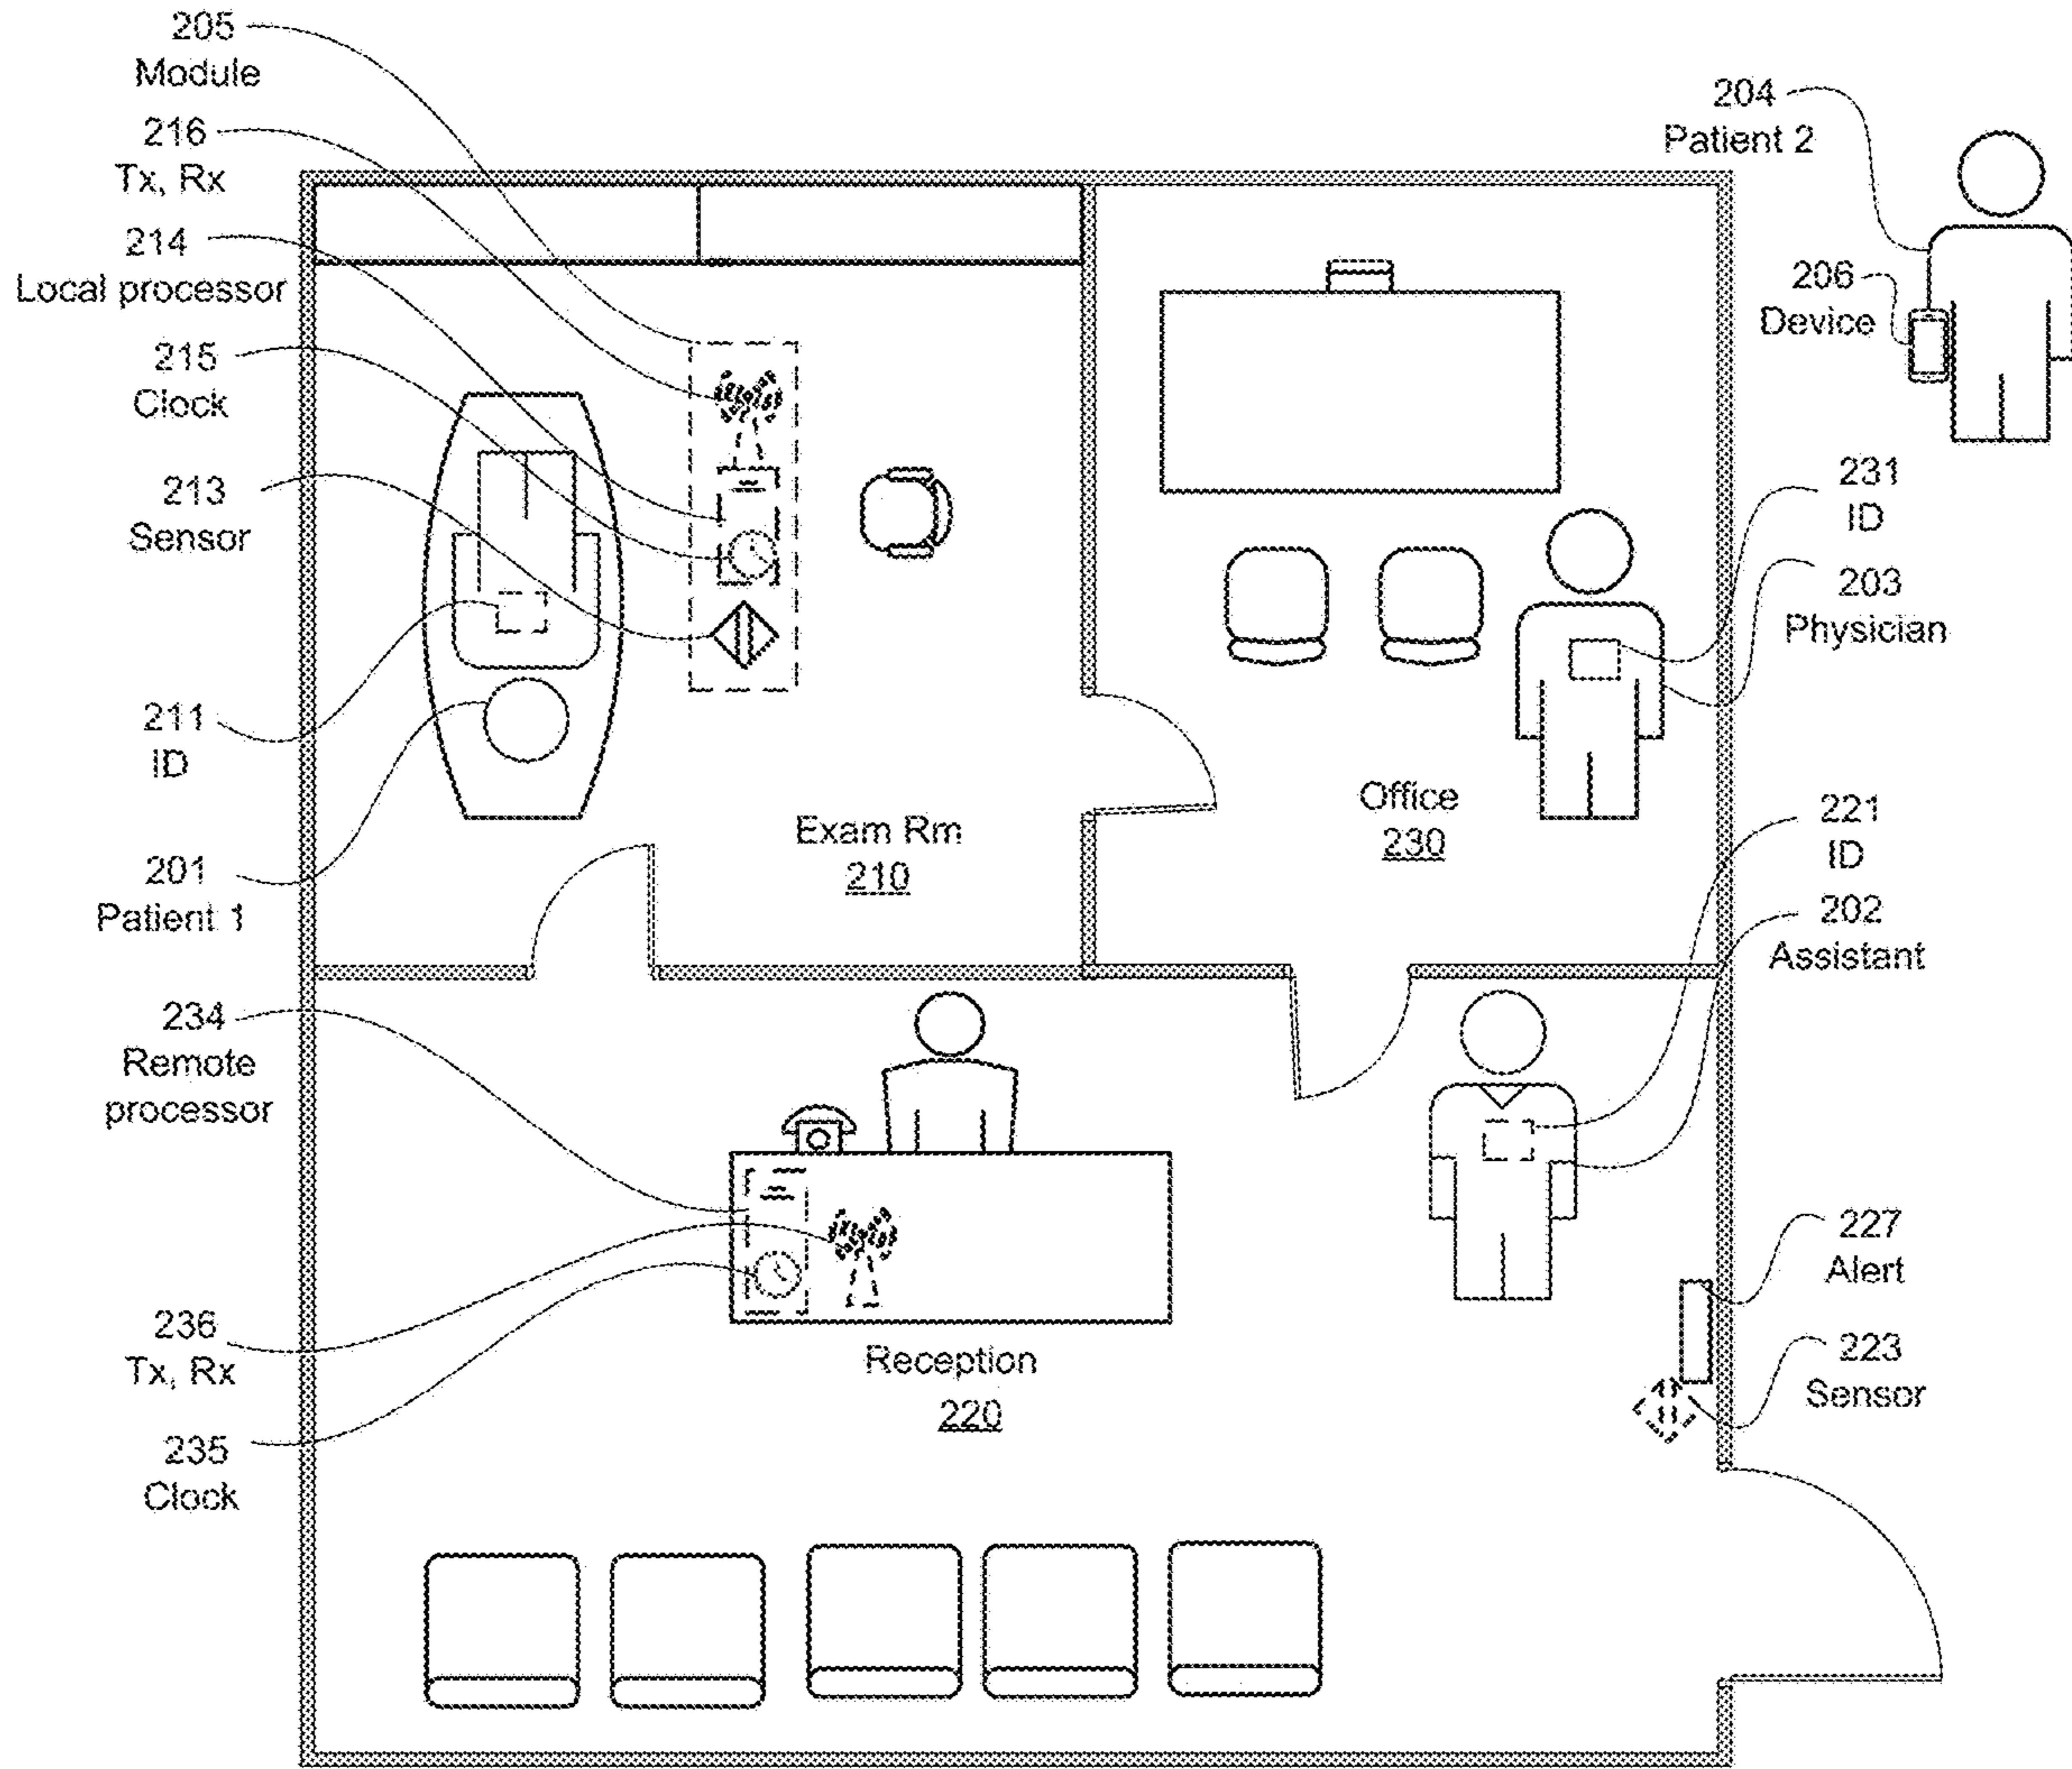 205
Module
216
Tx, Rx
214
Local processor
215
Clock
213
Sensor
211
ID
201
Patient 1
234
Remote
processor
236
Tx, Rx
235
Clock
Exam Rm
210
Office
230
Reception
220
204
Patient 2
206
Device
231
ID
203
Physician
221
ID
202
Assistant
227
Alert
223
Sensor